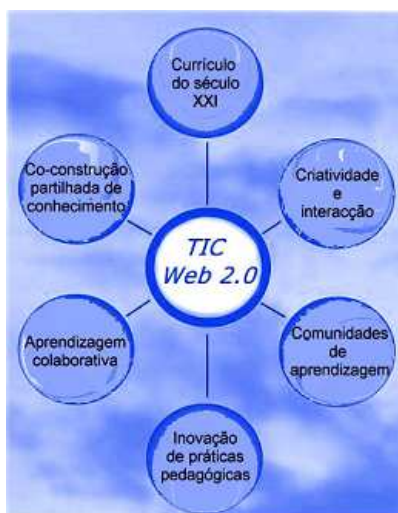 Currículo
do século
XXI
Co-construção
partilhada de
conhecimento
Criatividade
e
interacção
TIC
Web 2.0
Aprendizagem
colaborativa
Comunidades
de
aprendizagem
Inovação
de práticas
pedagógicas